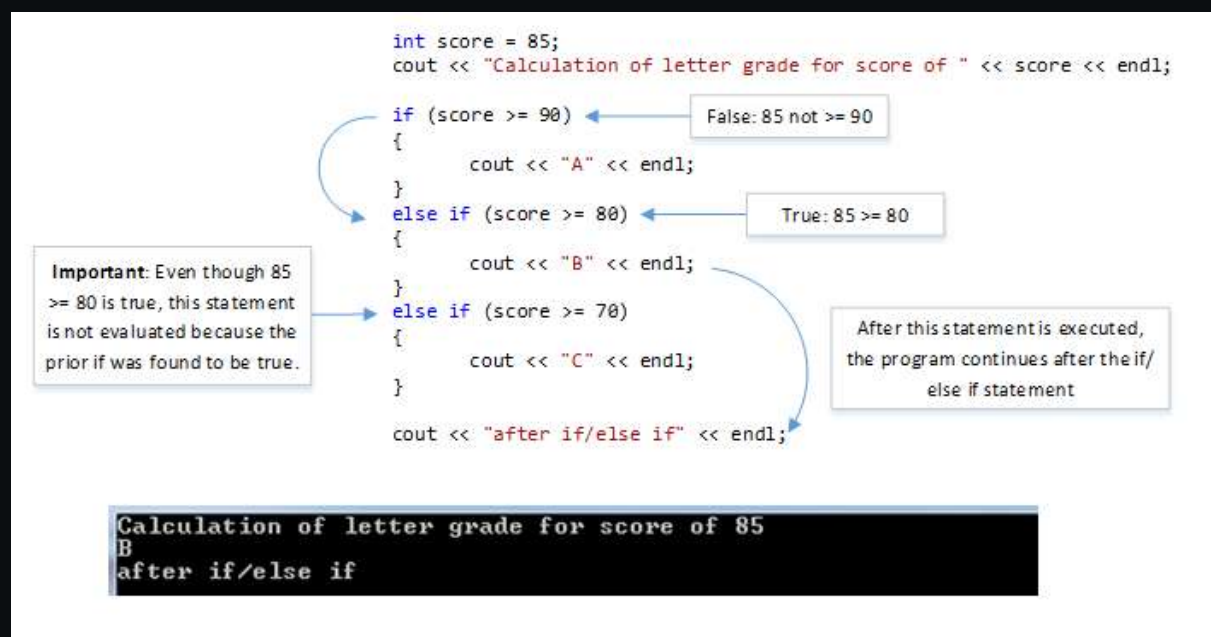 int score = 85;
cout << "Calculation of letter grade for score of " << score << endl;
if (score >= 90)
False: 85 not >= 90
{
cout << "A" << endl;
}
else if (score >= 80)
True: 85 >= 80
{
cout << "B" << endl;
}
Important: Even though 85
>= 80 is true, this statement
is not evaluated because the
prior if was found to be true.
else if (score >= 70)
{
cout << "C" << endl;
}
After this statement is executed,
the program continues after the if/
else if statement
cout << "after if/else if" << endl;
Calculation of letter grade for score of 85
B
after if/else if